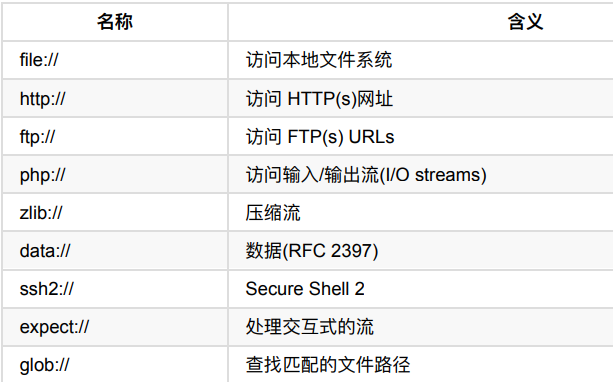 名称 含义
file:// 访问本地文件系统
http:// 访问 HTTP(s)网址
ftp:// 访问 FTP(s) URLs
php:// 访问输入/输出流(I/O streams)
zlib:// 压缩流
data:// 数据(RFC 2397)
ssh2:// Secure Shell 2
expect:// 处理交互式的流
glob:// 查找匹配的文件路径